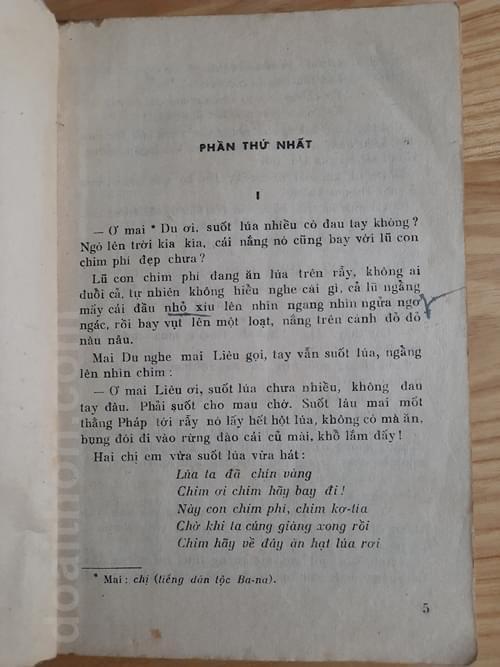 PHẦN THỨ NHẤT
I
— Ơ mai * Du ơi, suốt lúa nhiều có đau tay không?
Ngó lên trời kia kìa, cái nắng nó cũng bay với lũ con
chim phí đẹp chưa?
Lũ con chim phí đang ăn lúa trên rẫy, không ai
đuổi cả, tự nhiên không hiểu nghe cái gì, cả lũ ngẩng
mấy cái đầu nhỏ xíu lên nhìn ngang nhìn ngửa ngơ
ngác, rồi bay vụt lên một loạt, nắng trên cánh đỏ đỏ
nâu nâu.
Mai Du nghe mai Liêu gọi, tay vẫn suốt lúa, ngẩng
lên nhìn chim:
— Ơ mai Liêu ơi, suốt lúa chưa nhiều, không đau
tay đâu. Phải suốt cho mau chớ. Suốt lâu mai mốt
thằng Pháp tới rẫy nó lấy hết hột lúa, không có mà ăn,
bụng đói đi vào rừng đào cái củ mài, khổ lắm đấy!
Hai chị em vừa suốt lúa vừa hát:
Lúa ta đã chín vàng
Chim ơi chim hãy bay đi!
Này con chim phí, chim kơ-tia
Chờ khi ta cúng giàng xong rồi
Chim hãy về đây ăn hạt lúa rơi
* Mai: chị (tiếng dân tộc Ba-na).
5